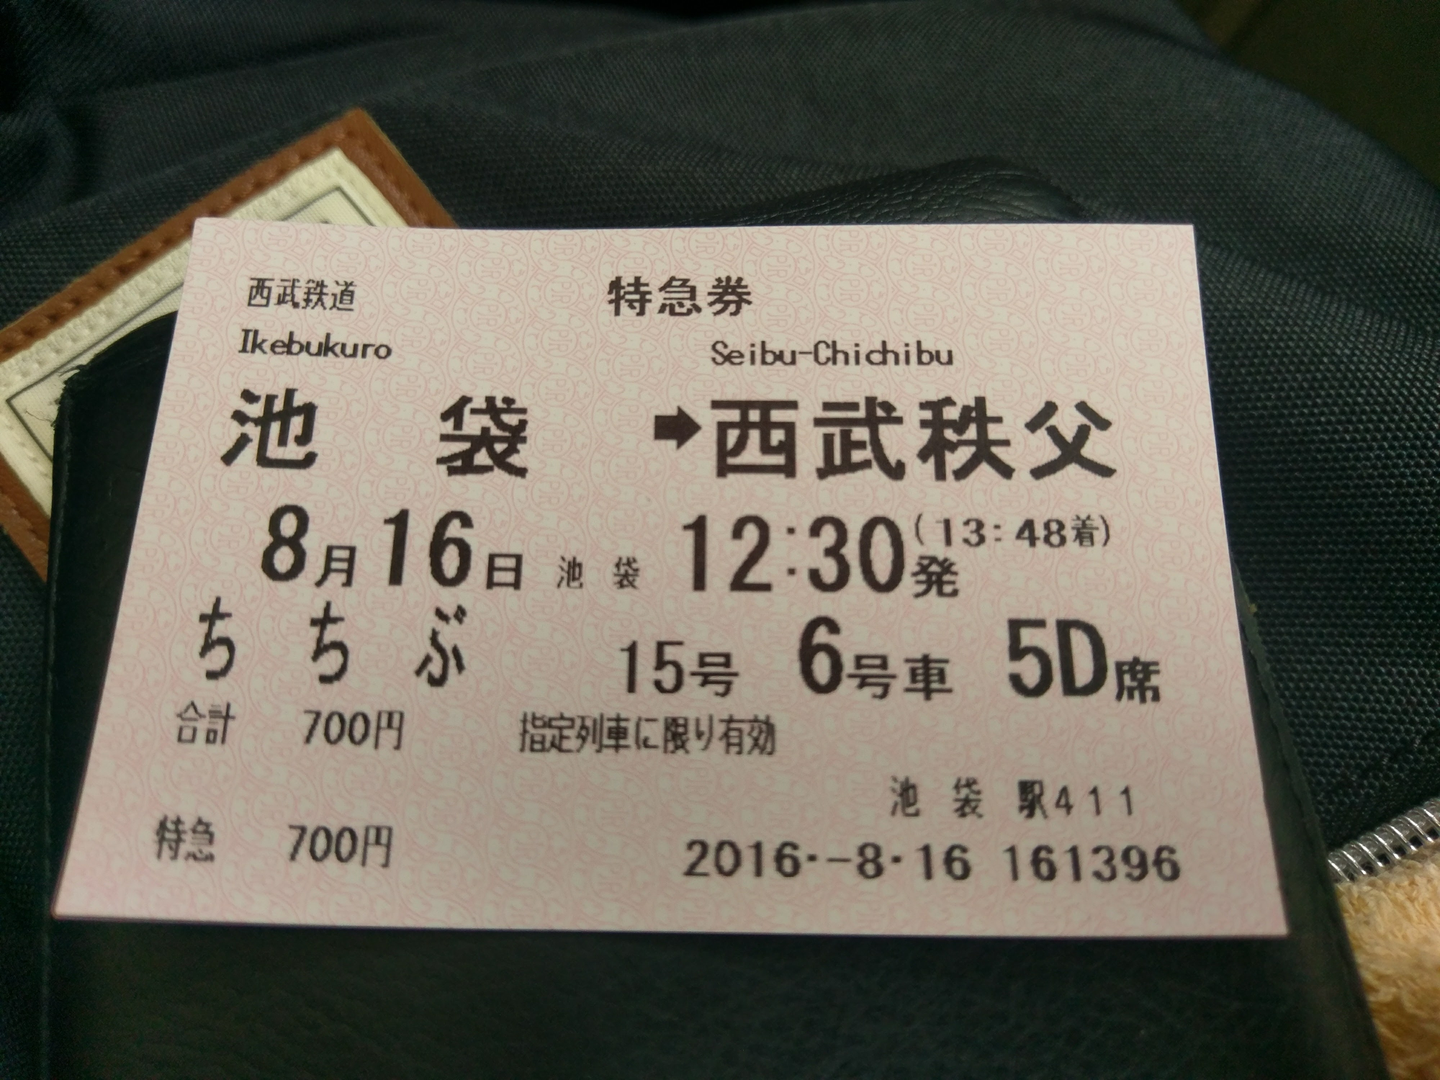 西武鉄道 特急券
Ikebukuro Seibu-Chichibu
池袋 ➡ 西武秩父
8月16日 池袋 12:30発 (13:48着)
ちちぶ 15号 6号車 5D席
合計 700円 指定列車に限り有効
池袋駅411
特急 700円 2016.-8.16 161396